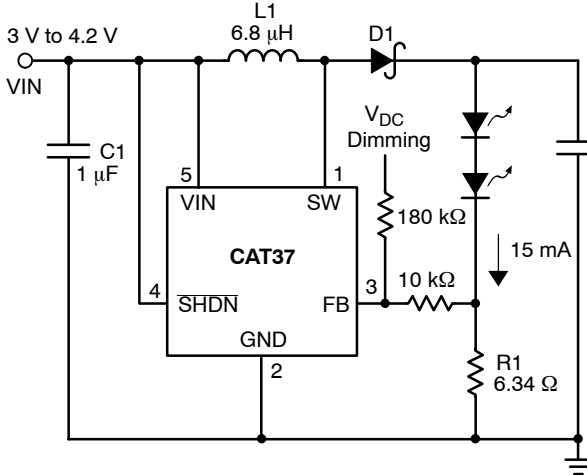 L1
6.8 μH
D1
3 V to 4.2 V
VIN
VDC
Dimming
C1
1 μF
5
1
VIN
SW
180 kΩ
CAT37
15 mA
10 kΩ
4
3
SHDN
FB
GND
2
R1
6.34 Ω